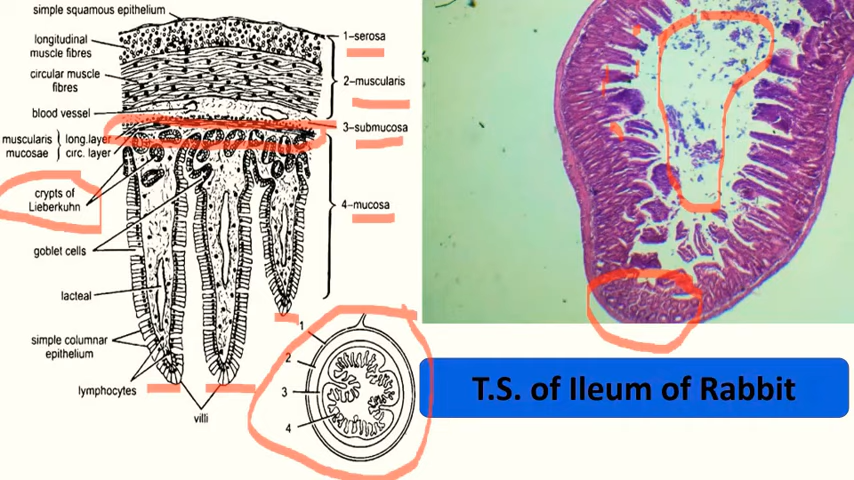 simple squamous epithelium
longitudinal
muscle fibres
circular muscle
fibres
blood vessel
muscularis
mucosae
long.layer
circ. layer
crypts of
Lieberkuhn
goblet cells
lacteal
simple columnar
epithelium
lymphocytes
villi
1-serosa
2-muscularis
3-submucosa
4-mucosa
1
2
3
4
T.S. of Ileum of Rabbit